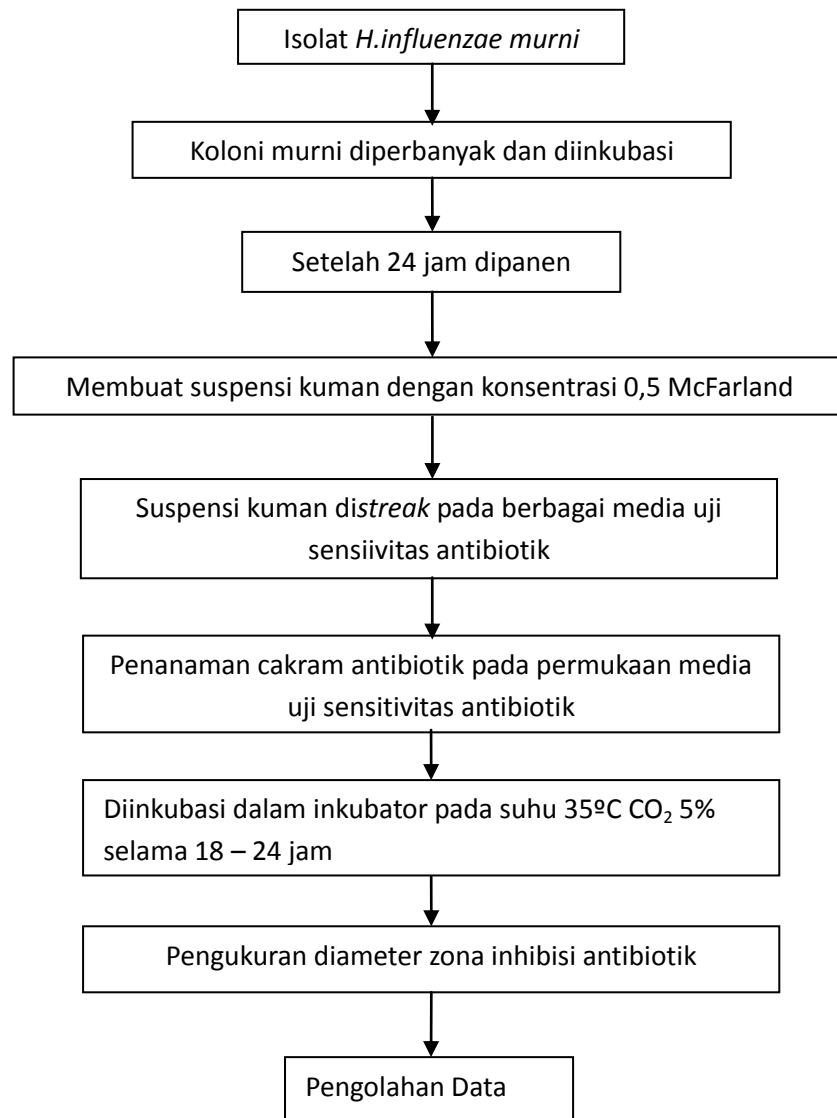 Isolat H.influenzae murni
Koloni murni diperbanyak dan diinkubasi
Setelah 24 jam dipanen
Membuat suspensi kuman dengan konsentrasi 0,5 McFarland
Suspensi kuman distreak pada berbagai media uji
sensiivitas antibiotik
Penanaman cakram antibiotik pada permukaan media
uji sensitivitas antibiotik
Diinkubasi dalam inkubator pada suhu 35ºC CO₂ 5%
selama 18 – 24 jam
Pengukuran diameter zona inhibisi antibiotik
Pengolahan Data